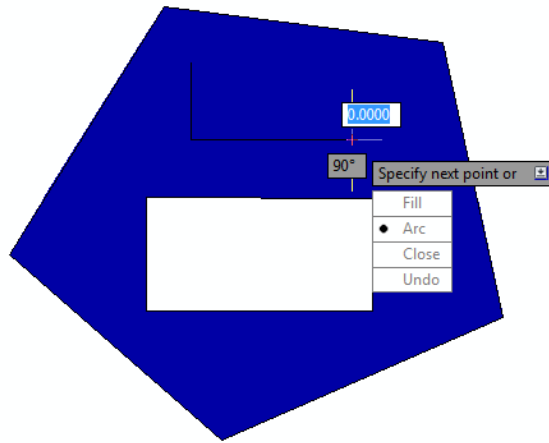 0.0000
90°
Specify next point or
Fill
Arc
Close
Undo